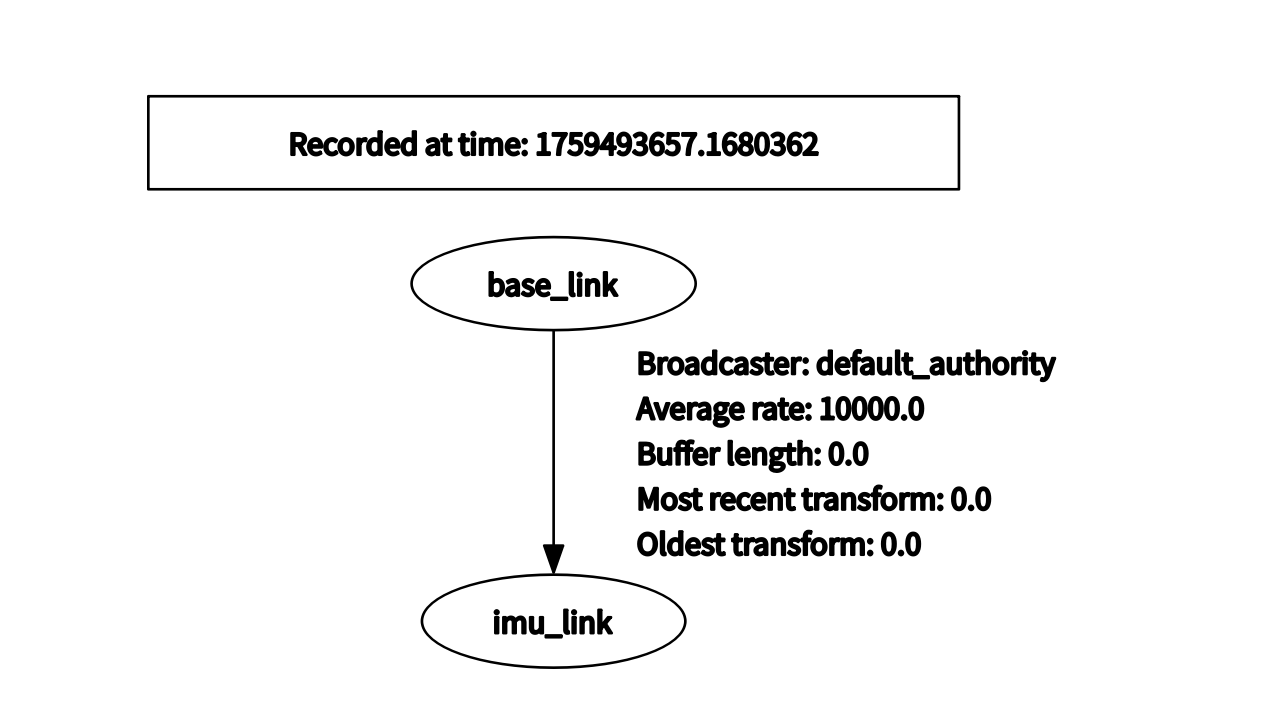 Recorded at time: 1759493657.1680362
base_link
Broadcaster: default_authority
Average rate: 10000.0
Buffer length: 0.0
Most recent transform: 0.0
Oldest transform: 0.0
imu_link